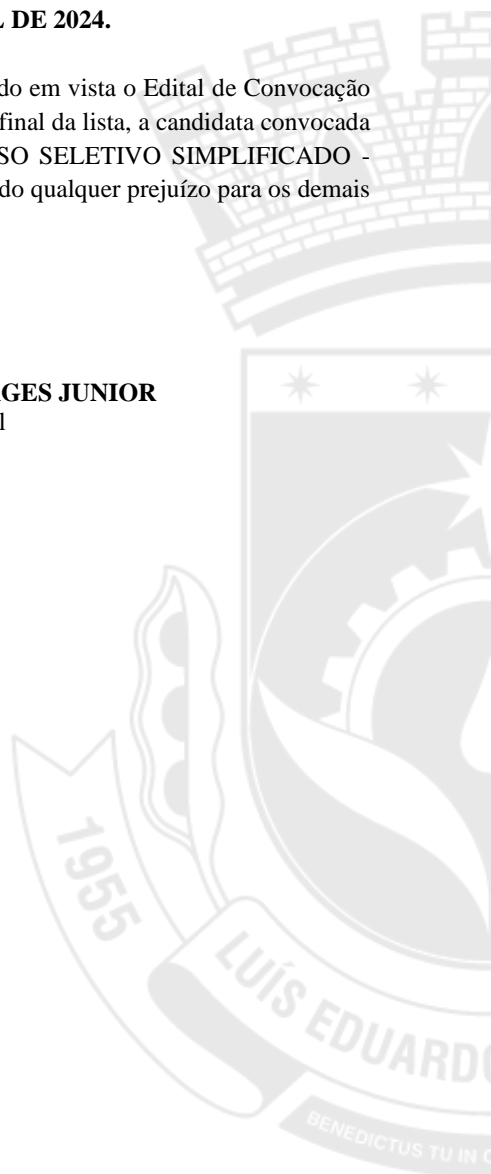 L DE 2024.
do em vista o Edital de Convocação
final da lista, a candidata convocada
SO SELETIVO SIMPLIFICADO -
do qualquer prejuízo para os demais
RGES JUNIOR
l
1955
LUÍS EDUARDO
BENEDICTUS TU IN C